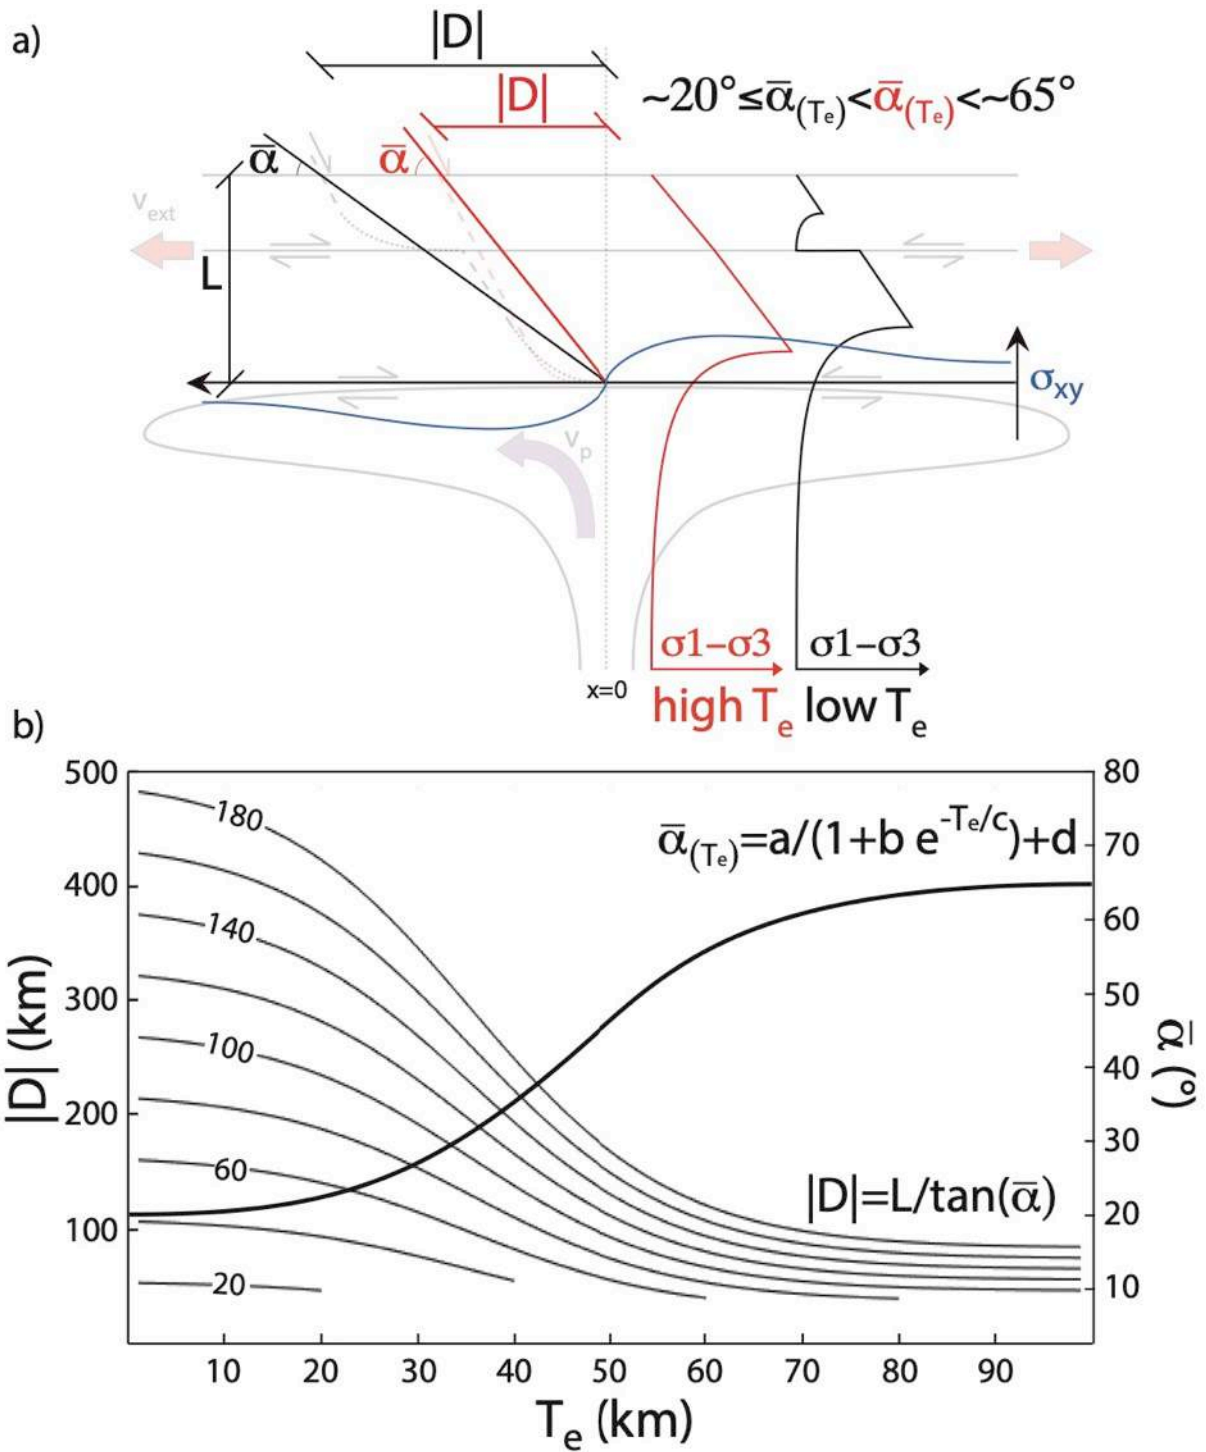 a)
|D|
|D|
~20°≤ᾱ(Te)<ᾱ(Te)<~65°
ᾱ
ᾱ
vext
L
σxy
vp
σ1–σ3
σ1–σ3
x=0
high Te
low Te
b)
500
400
300
200
100
|D| (km)
180
140
100
60
20
ᾱ(Te)=a/(1+b e-Te/c)+d
|D|=L/tan(ᾱ)
80
70
60
50
40
30
20
10
ᾱ (°)
10 20 30 40 50 60 70 80 90
Te (km)